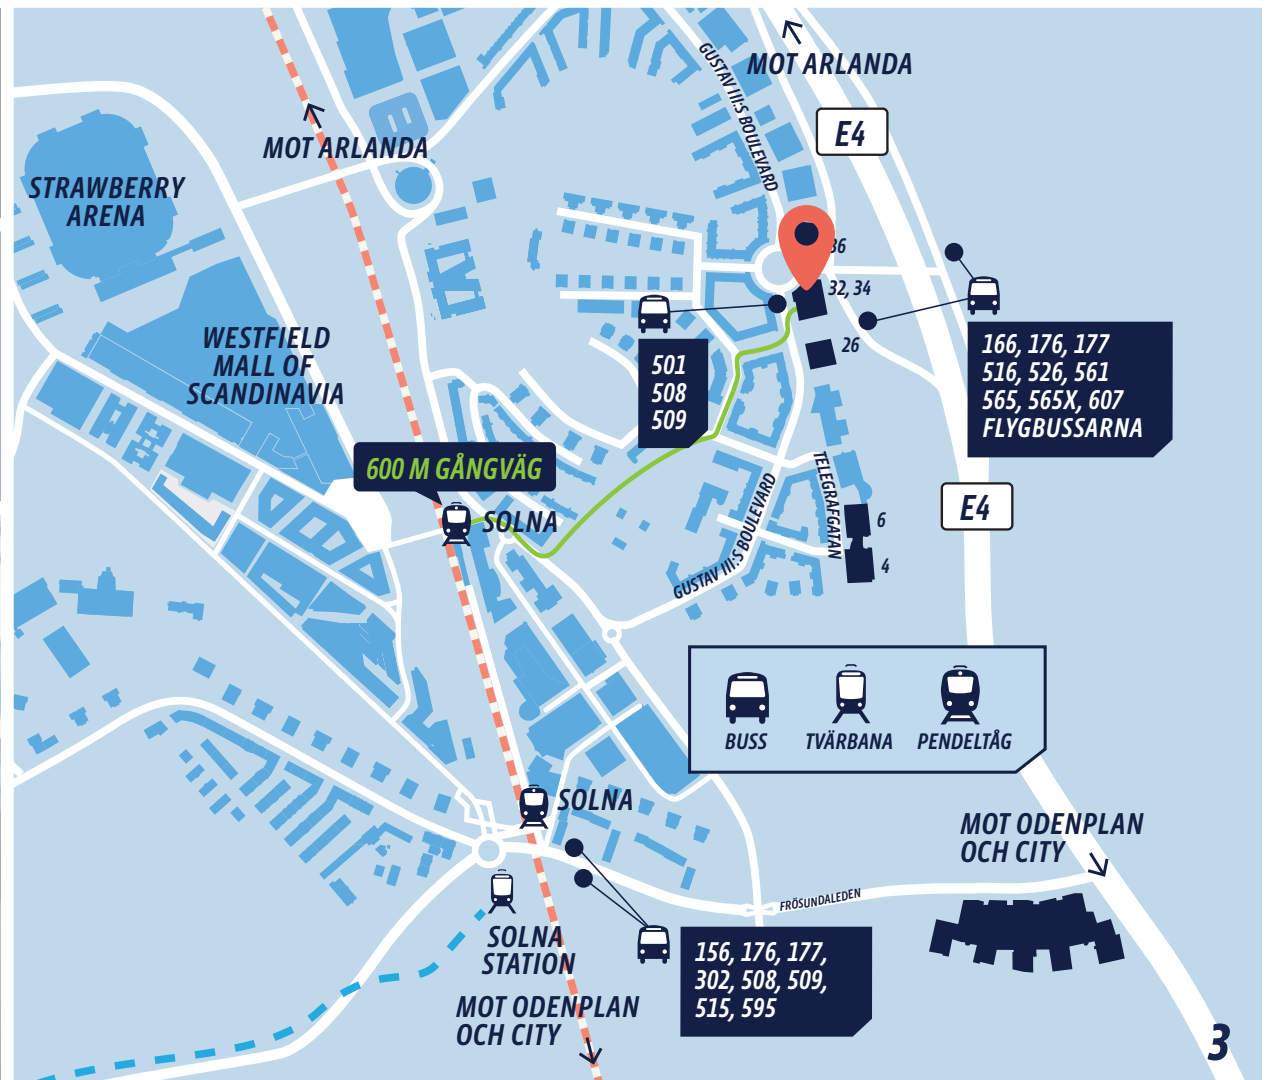 MOT ARLANDA
GUSTAV III:S BOULEVARD
E4
MOT ARLANDA
STRAWBERRY
ARENA
36
32, 34
26
WESTFIELD
MALL OF
SCANDINAVIA
501
508
509
166, 176, 177
516, 526, 561
565, 565X, 607
FLYGBUSSARNA
600 M GÅNGVÄG
SOLNA
TELEGRAFGATAN
GUSTAV III:S BOULEVARD
6
4
E4
BUSS
TVÄRBANA
PENDELTÅG
SOLNA
MOT ODENPLAN
OCH CITY
FRÖSUNDALEDEN
SOLNA
STATION
156, 176, 177,
302, 508, 509,
515, 595
MOT ODENPLAN
OCH CITY
3